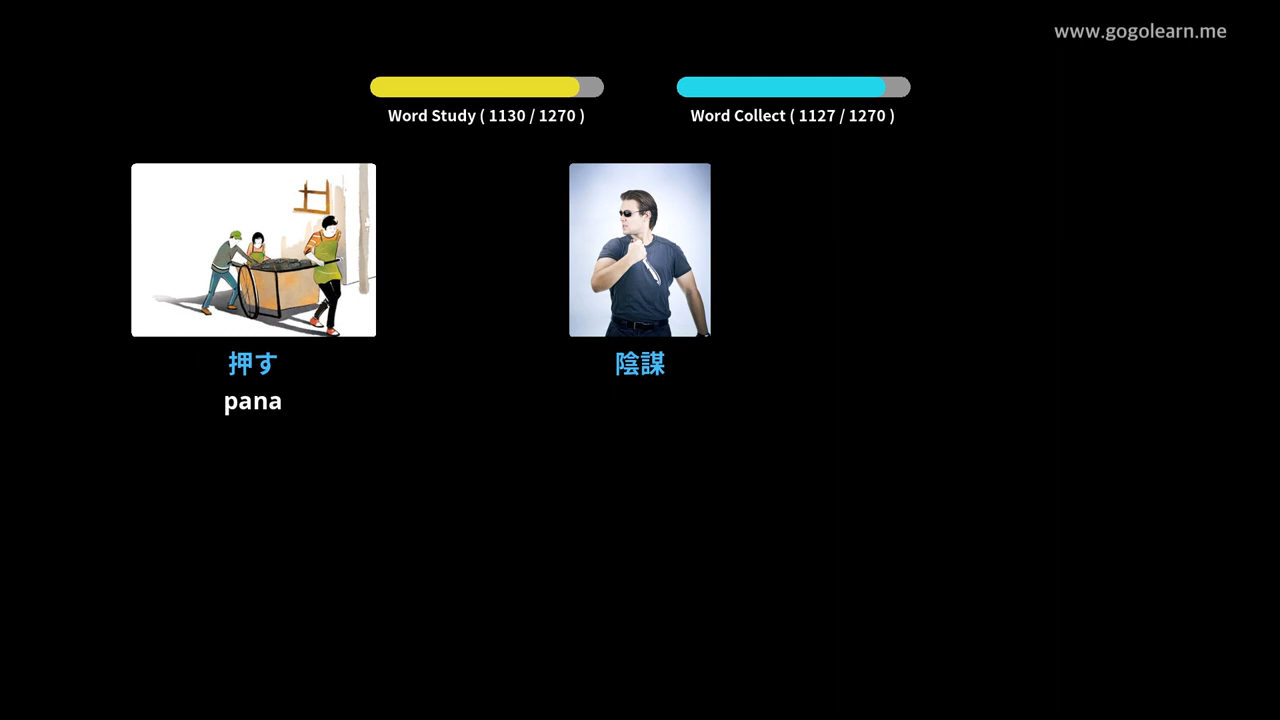 www.gogolearn.me
Word Study ( 1130 / 1270 )
Word Collect ( 1127 / 1270 )
押す
pana
陰謀